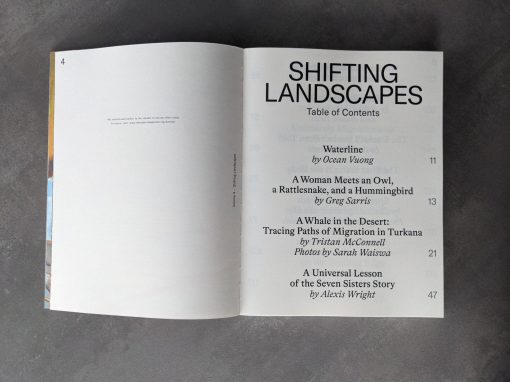 4
SHIFTING
LANDSCAPES
Table of Contents
Waterline
by Ocean Vuong 11
A Woman Meets an Owl,
a Rattlesnake, and a Hummingbird
by Greg Sarris 13
A Whale in the Desert:
Tracing Paths of Migration in Turkana
by Tristan McConnell
Photos by Sarah Waiswa 21
A Universal Lesson
of the Seven Sisters Story
by Alexis Wright 47